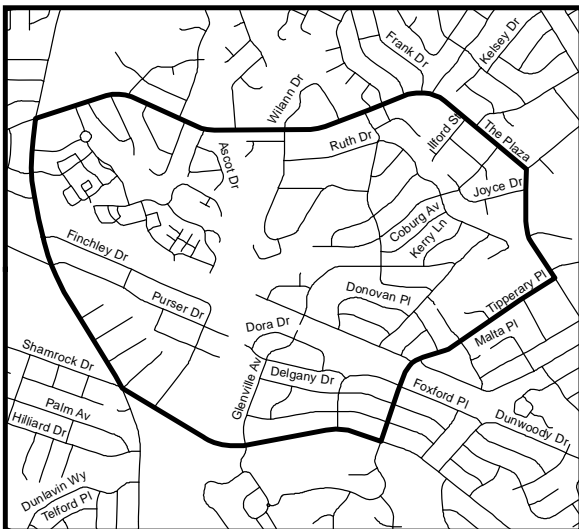 Frank Dr
Kelsey Dr
Wilann Dr
Ilford St
The Plaza
Ruth Dr
Ascot Dr
Joyce Dr
Coburg Av
Kerry Ln
Finchley Dr
Donovan Pl
Tipperary Pl
Purser Dr
Dora Dr
Malta Pl
Shamrock Dr
Glenville Av
Delgany Dr
Foxford Pl
Palm Av
Hilliard Dr
Dunwoody Dr
Dunlavin Wy
Telford Pl